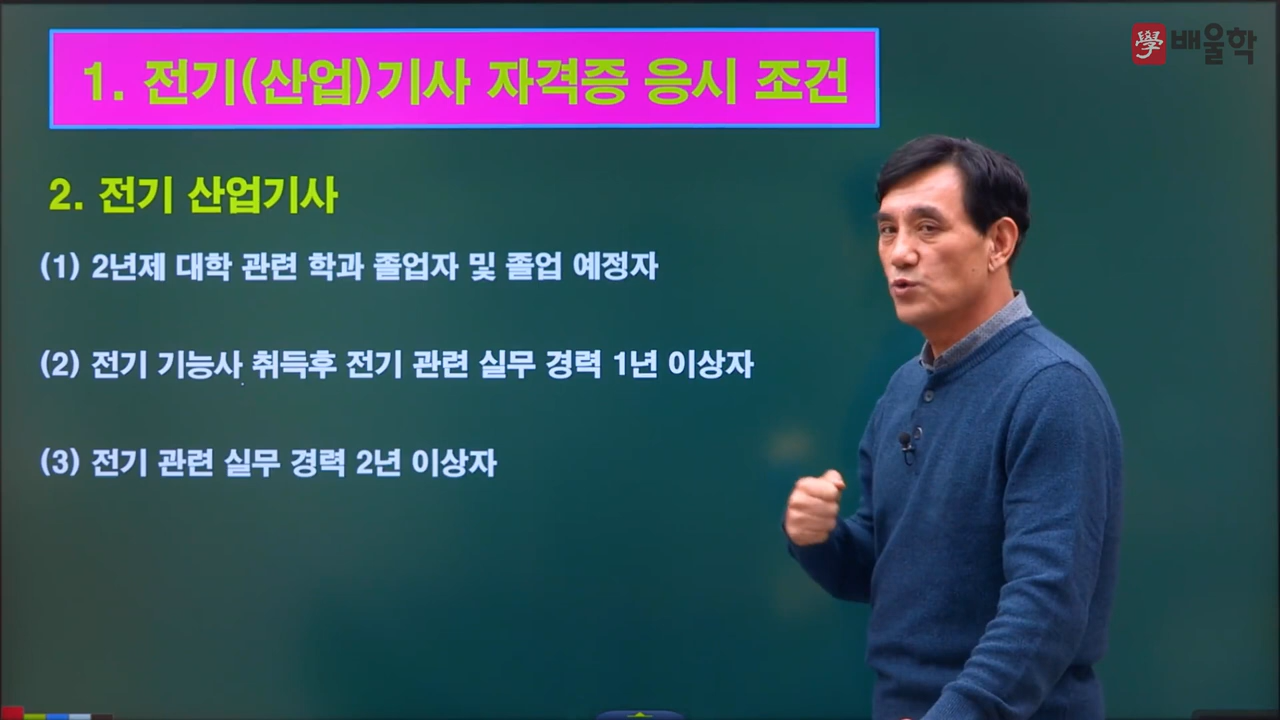 學 배울학
1. 전기(산업)기사 자격증 응시 조건
2. 전기 산업기사
(1) 2년제 대학 관련 학과 졸업자 및 졸업 예정자
(2) 전기 기능사 취득후 전기 관련 실무 경력 1년 이상자
(3) 전기 관련 실무 경력 2년 이상자